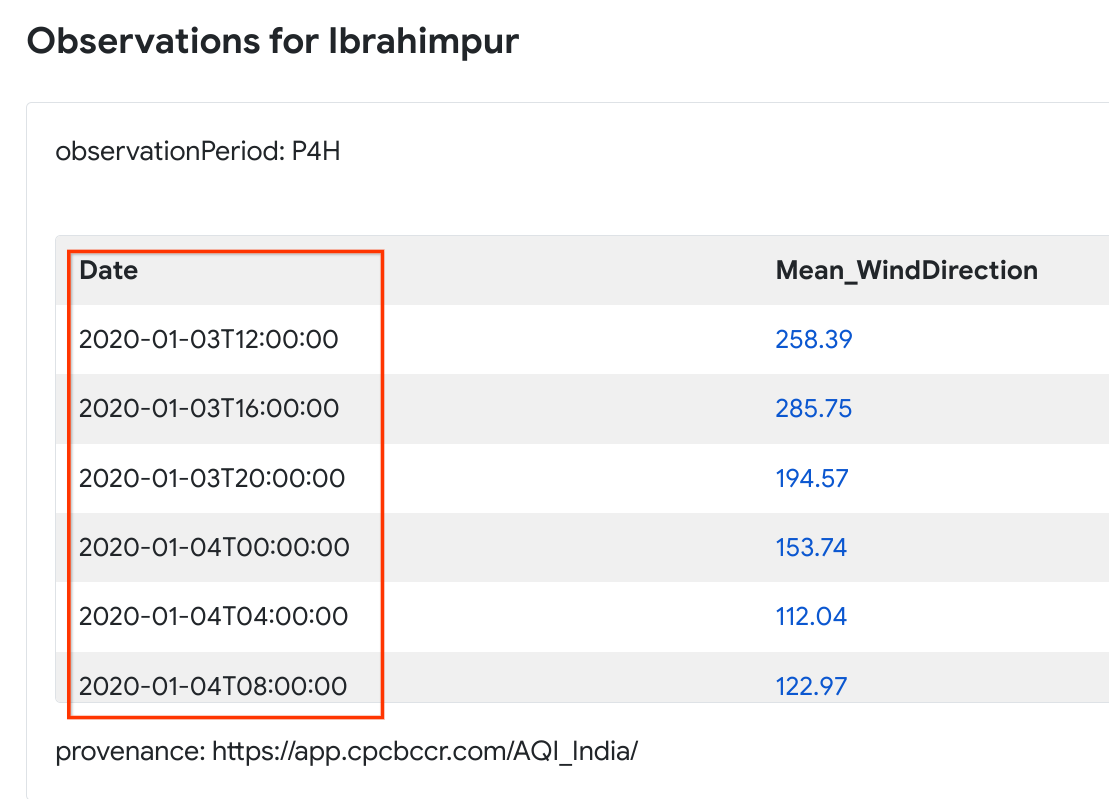 Observations for Ibrahimpur
observationPeriod: P4H
Date Mean_WindDirection
2020-01-03T12:00:00 258.39
2020-01-03T16:00:00 285.75
2020-01-03T20:00:00 194.57
2020-01-04T00:00:00 153.74
2020-01-04T04:00:00 112.04
2020-01-04T08:00:00 122.97
provenance: https://app.cpcbccr.com/AQI_India/